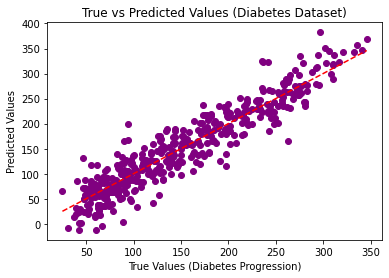 True vs Predicted Values (Diabetes Dataset)
400
350
300
250
200
150
100
50
0
Predicted Values
50 100 150 200 250 300 350
True Values (Diabetes Progression)